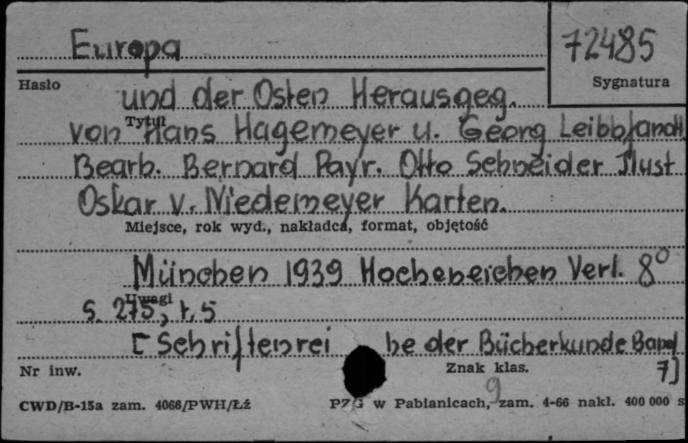 Europa
72485
Hasło
Sygnatura
und der Osten Herausgeg.
Tytuł
von Hans Hagemeyer u. Georg Leibbrandt
Bearb. Bernard Payr. Otto Schneider Ilust
Oskar v. Niedemeyer Karten.
Miejsce, rok wyd., nakładca, format, objętość
München 1939 Hocheneichen Verl. 8°
Uwagi
S. 275, t. 5
[Schriftenrei he der Bücherkunde Band
7]
Nr inw.
Znak klas.
9
CWD/B-15a zam. 4066/PWH/Łź
PZG w Pabianicach, zam. 4-66 nakł. 400 000 s